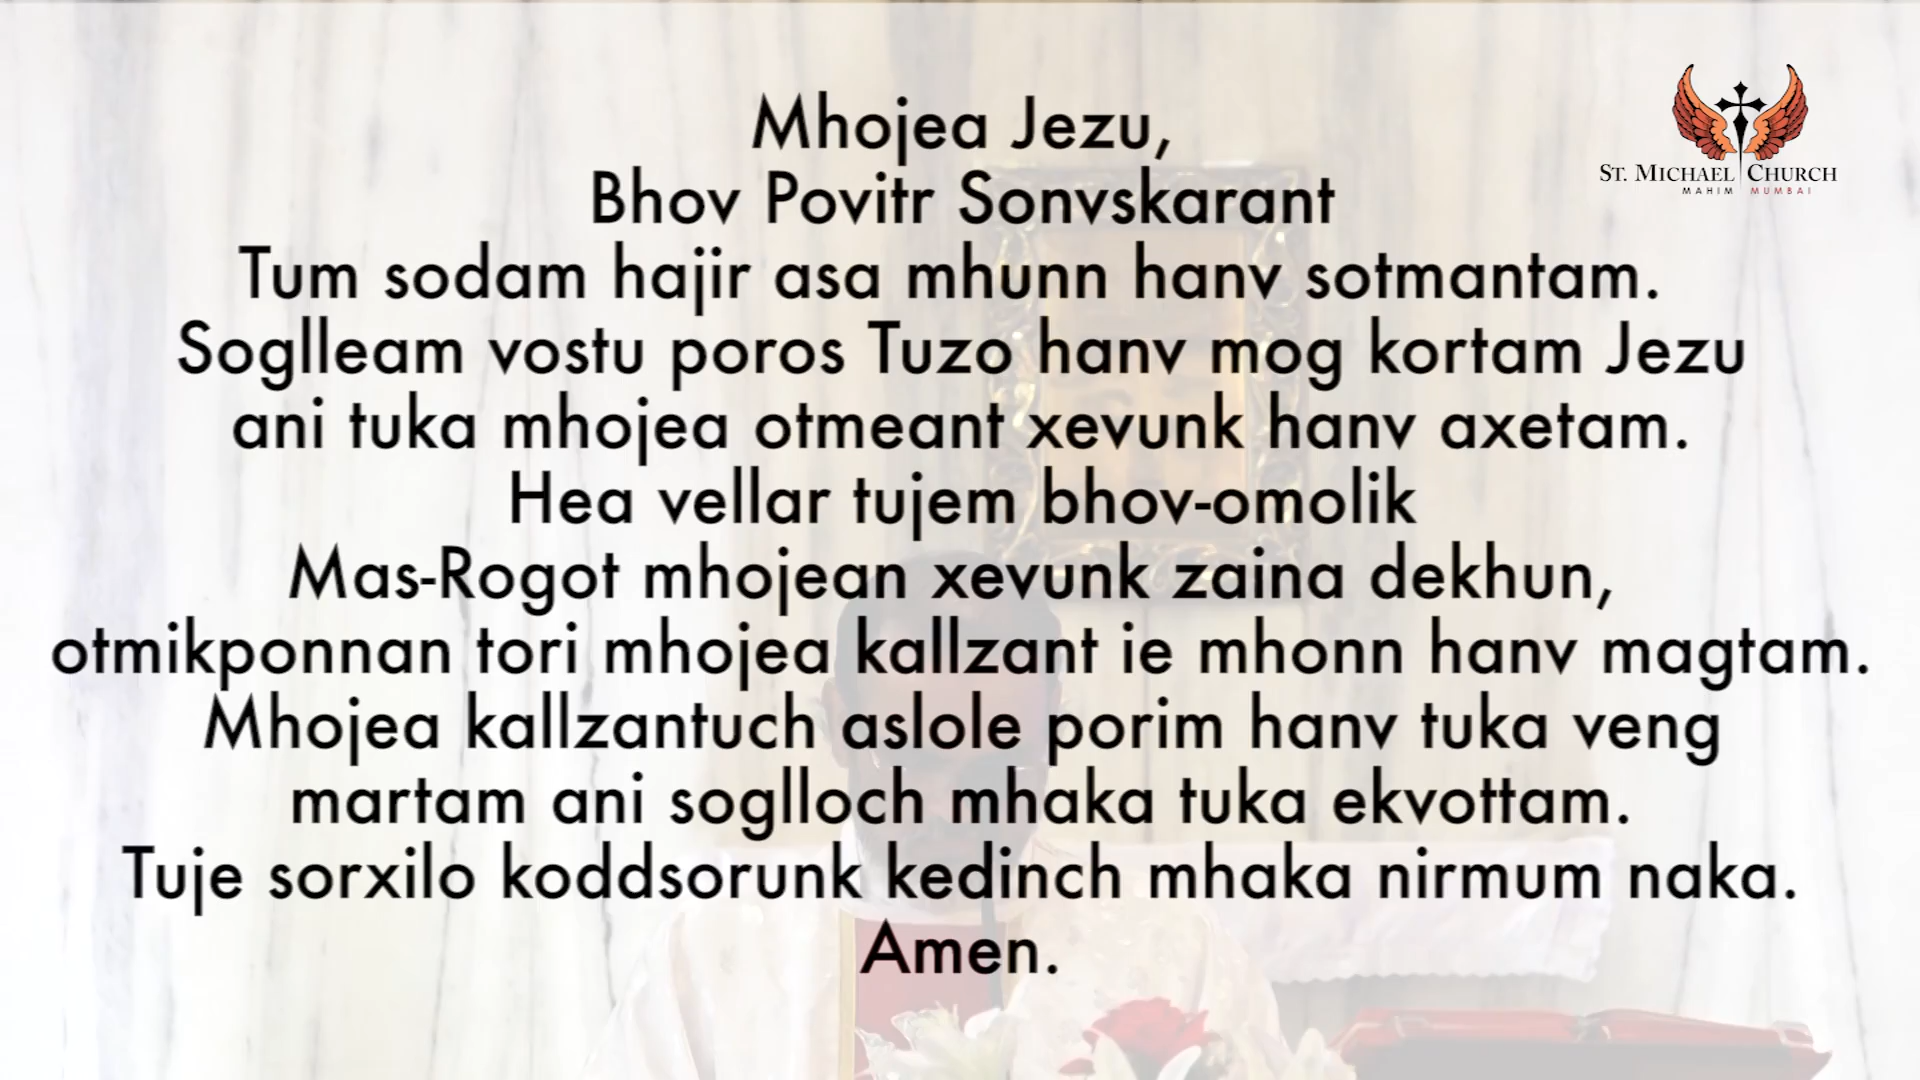 Mhojea Jezu,
Bhov Povitr Sonvskarant
Tum sodam hajir asa mhunn hanv sotmantam.
Soglleam vostu poros Tuzo hanv mog kortam Jezu
ani tuka mhojea otmeant xevunk hanv axetam.
Hea vellar tujem bhov-omolik
Mas-Rogot mhojean xevunk zaina dekhun,
otmikponnan tori mhojea kallzant ie mhonn hanv magtam.
Mhojea kallzantuch aslole porim hanv tuka veng
martam ani soglloch mhaka tuka ekvottam.
Tuje sorxilo koddsorunk kedinch mhaka nirmum naka.
Amen.
ST. MICHAEL CHURCH
MAHIM MUMBAI